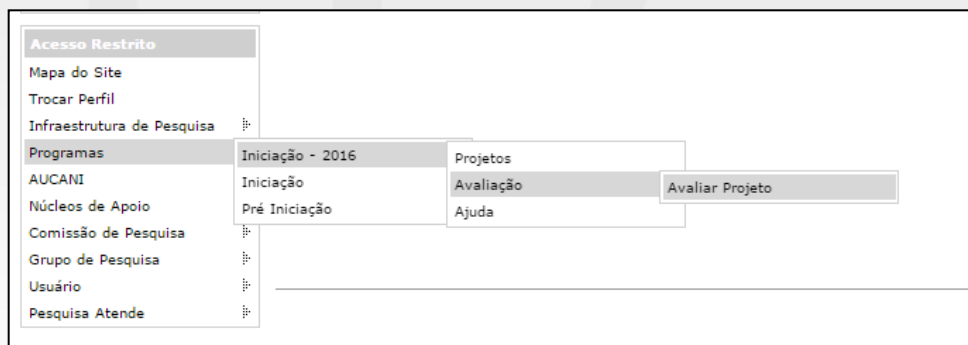 Acesso Restrito
Mapa do Site
Trocar Perfil
Infraestrutura de Pesquisa
Programas
AUCANI
Núcleos de Apoio
Comissão de Pesquisa
Grupo de Pesquisa
Usuário
Pesquisa Atende
Iniciação - 2016
Iniciação
Pré Iniciação
Projetos
Avaliação
Ajuda
Avaliar Projeto